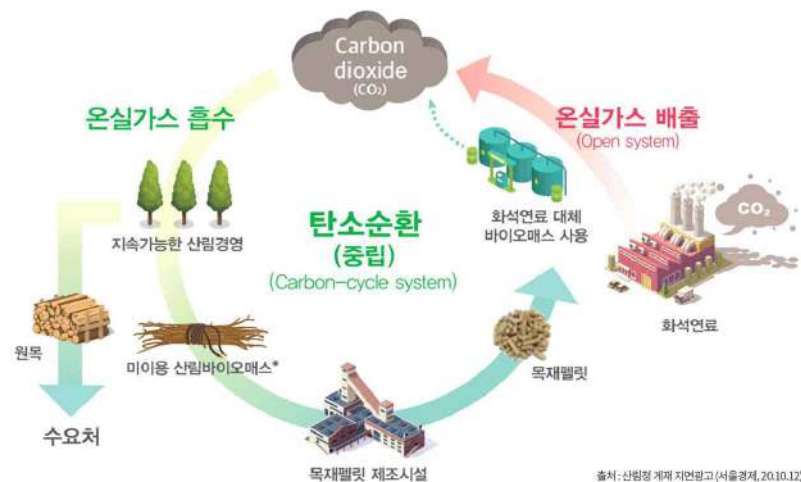 Carbon
dioxide
(CO₂)
온실가스 흡수
온실가스 배출
(Open system)
지속가능한 산림경영
탄소순환
(중립)
(Carbon-cycle system)
화석연료 대체
바이오매스 사용
CO₂
화석연료
원목
미이용 산림바이오매스*
목재펠릿
수요처
목재펠릿 제조시설
출처 : 산림청 게재 지면광고 (서울경제, 20.10.12)